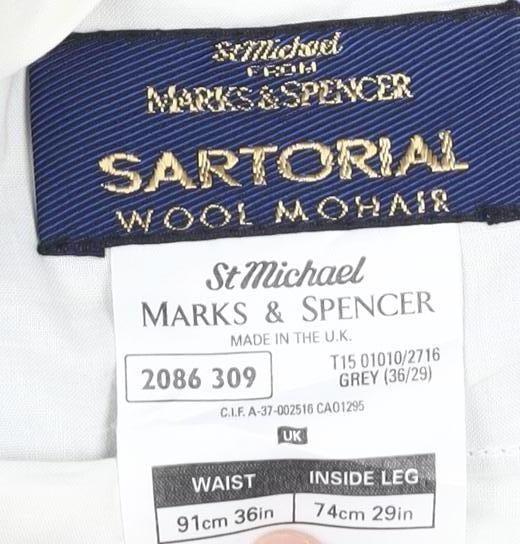 St Michael
FROM
MARKS & SPENCER
SARTORIAL
WOOL MOHAIR
St Michael
MARKS & SPENCER
MADE IN THE U.K.
2086 309
T15 01010/2716
GREY (36/29)
C.I.F. A-37-002516 CA01295
UK
WAIST INSIDE LEG
91cm 36in 74cm 29in